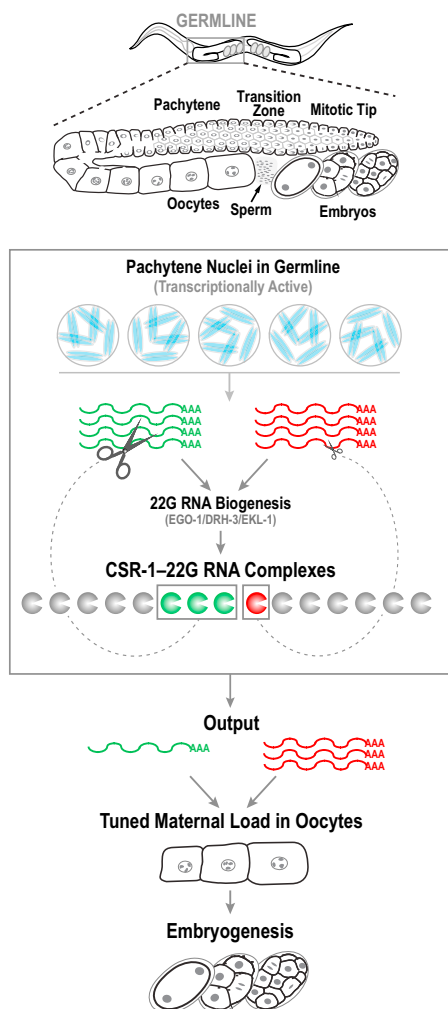 GERMLINE
Pachytene
Transition
Zone
Mitotic Tip
Oocytes
Sperm
Embryos
Pachytene Nuclei in Germline
(Transcriptionally Active)
AAA AAA
AAA AAA
AAA AAA
AAA AAA
22G RNA Biogenesis
(EGO-1/DRH-3/EKL-1)
CSR-1–22G RNA Complexes
Output
AAA AAA
AAA
AAA
Tuned Maternal Load in Oocytes
Embryogenesis